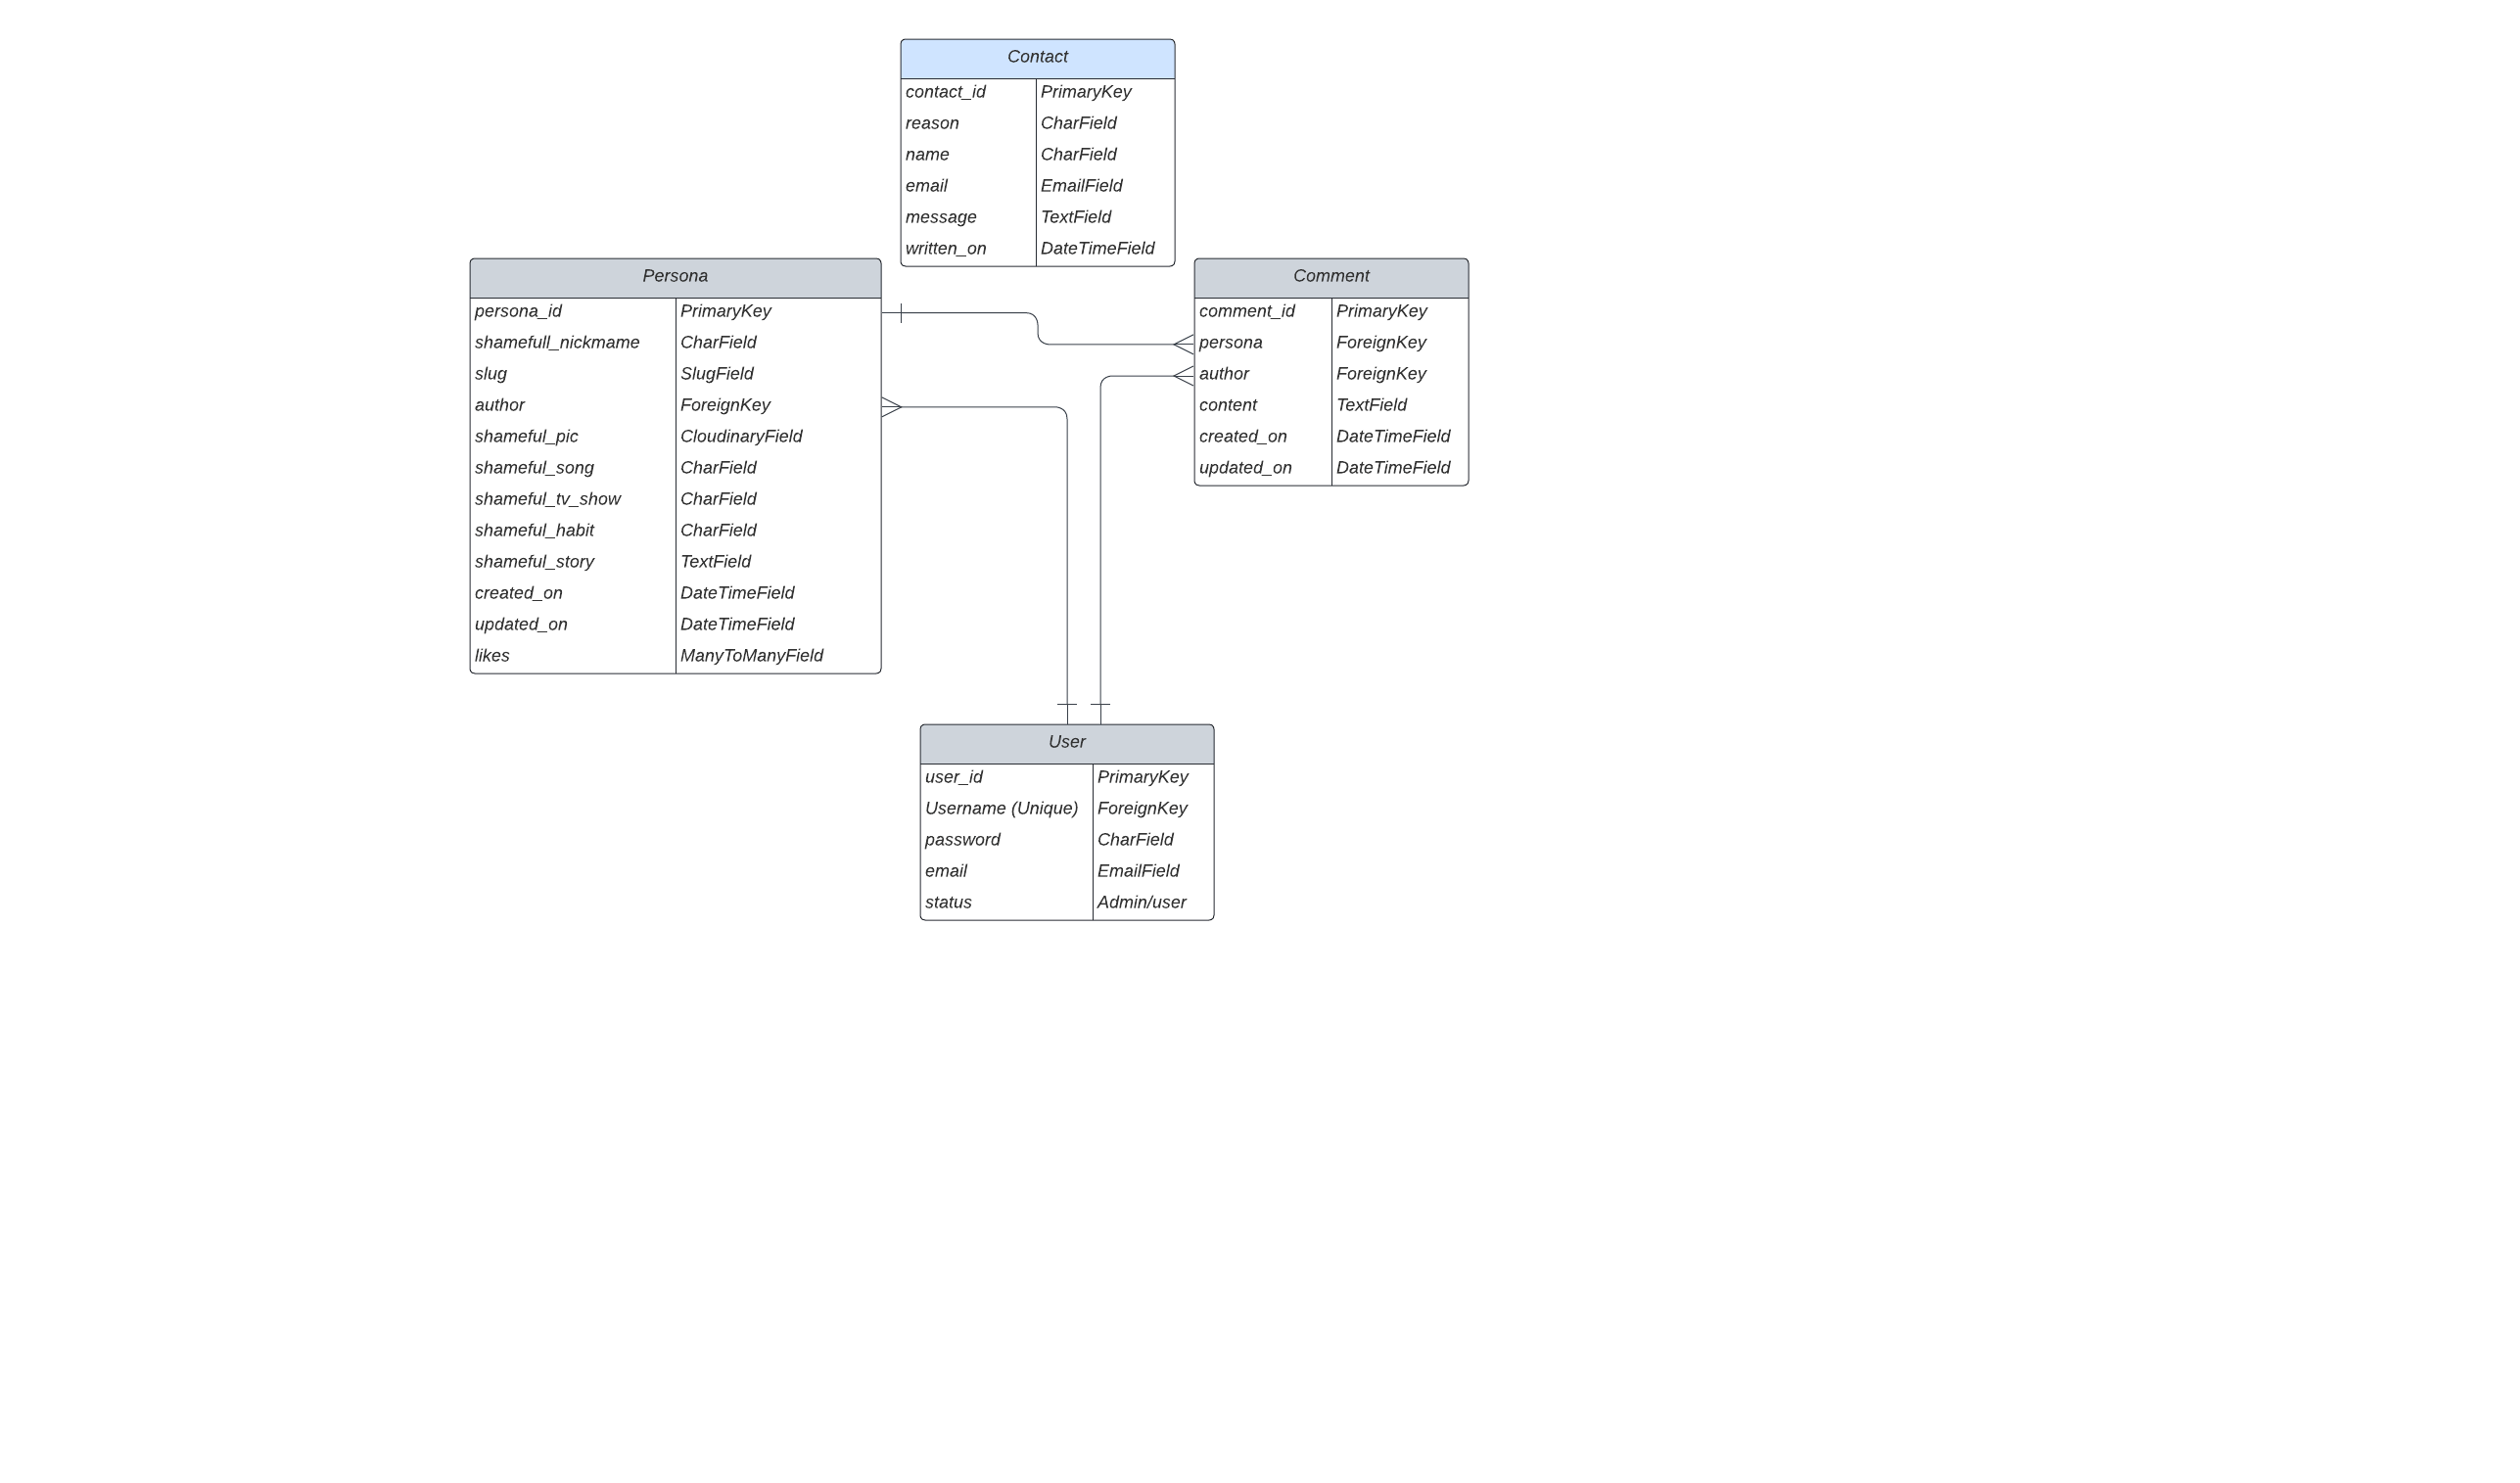 Contact
contact_id PrimaryKey
reason CharField
name CharField
email EmailField
message TextField
written_on DateTimeField
Persona
persona_id PrimaryKey
shamefull_nickmame CharField
slug SlugField
author ForeignKey
shameful_pic CloudinaryField
shameful_song CharField
shameful_tv_show CharField
shameful_habit CharField
shameful_story TextField
created_on DateTimeField
updated_on DateTimeField
likes ManyToManyField
Comment
comment_id PrimaryKey
persona ForeignKey
author ForeignKey
content TextField
created_on DateTimeField
updated_on DateTimeField
User
user_id PrimaryKey
Username (Unique) ForeignKey
password CharField
email EmailField
status Admin/user